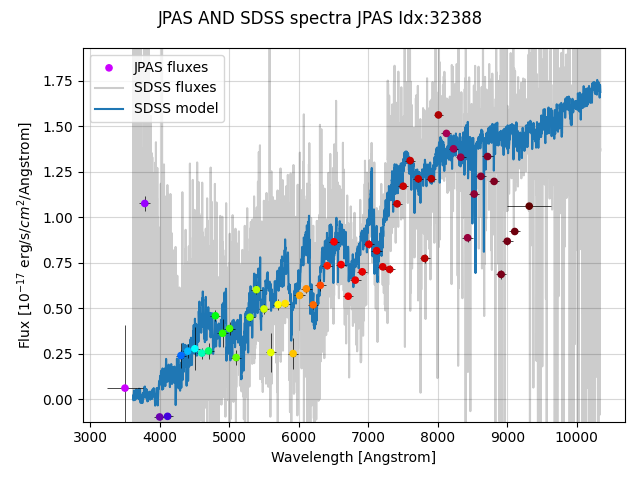 JPAS AND SDSS spectra JPAS Idx:32388
JPAS fluxes
SDSS fluxes
SDSS model
Flux [10⁻¹⁷ erg/s/cm²/Angstrom]
1.75
1.50
1.25
1.00
0.75
0.50
0.25
0.00
3000 4000 5000 6000 7000 8000 9000 10000
Wavelength [Angstrom]